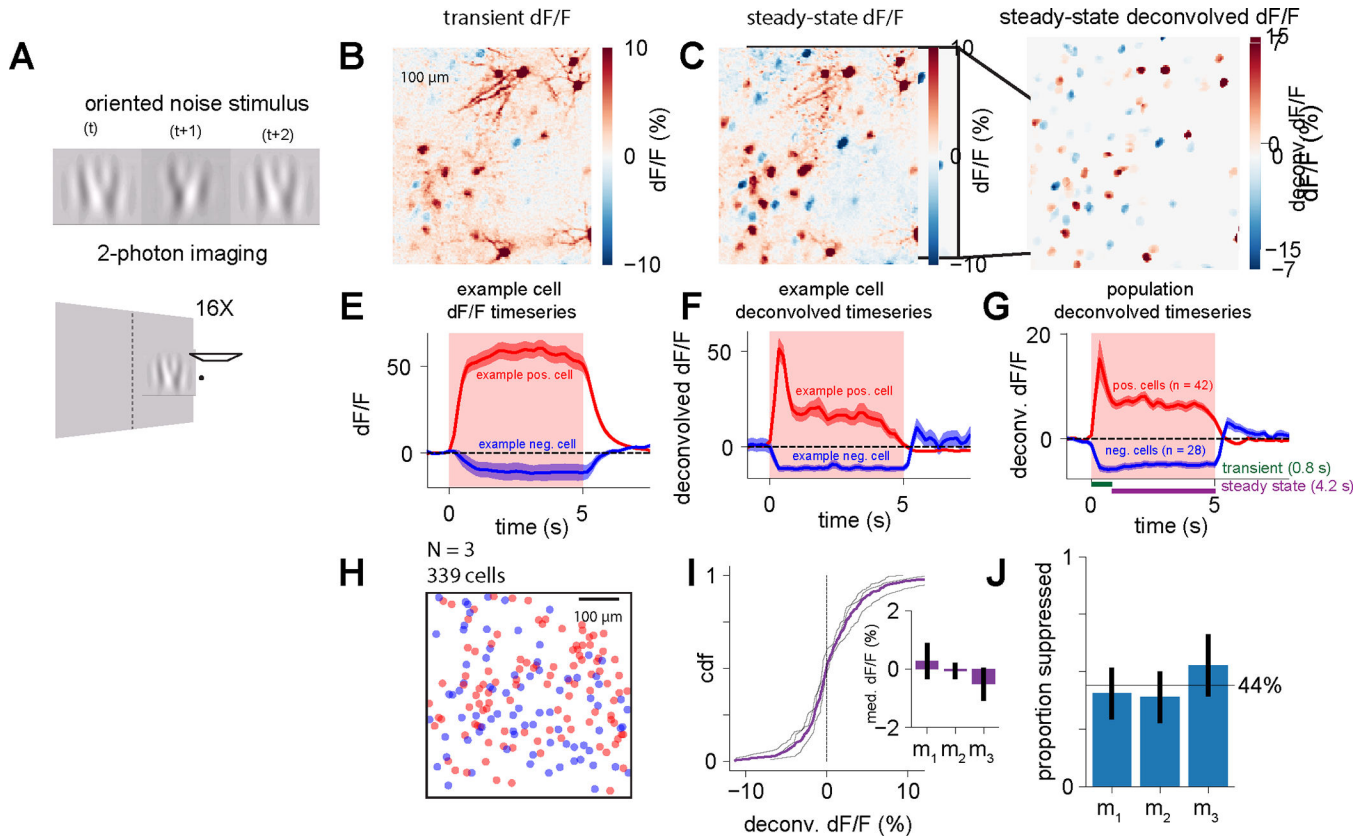 A
oriented noise stimulus
(t)
(t+1)
(t+2)
2-photon imaging
16X
transient dF/F
B
100 µm
10
0
−10
dF/F (%)
steady-state dF/F
C
10
0
−10
dF/F (%)
steady-state deconvolved dF/F
15
7
0
−15
−7
deconv. dF/F
dF/F (%)
E
example cell
dF/F timeseries
50
0
dF/F
example pos. cell
example neg. cell
0
5
time (s)
F
example cell
deconvolved timeseries
50
0
deconvolved dF/F
example pos. cell
example neg. cell
0
5
time (s)
G
population
deconvolved timeseries
20
0
deconv. dF/F
pos. cells (n = 42)
neg. cells (n = 28)
transient (0.8 s)
steady state (4.2 s)
0
5
time (s)
H
N = 3
339 cells
100 µm
I
1
0
cdf
−10
0
10
deconv. dF/F (%)
2
0
−2
med. dF/F (%)
m1
m2
m3
J
1
0
proportion suppressed
44%
m1
m2
m3